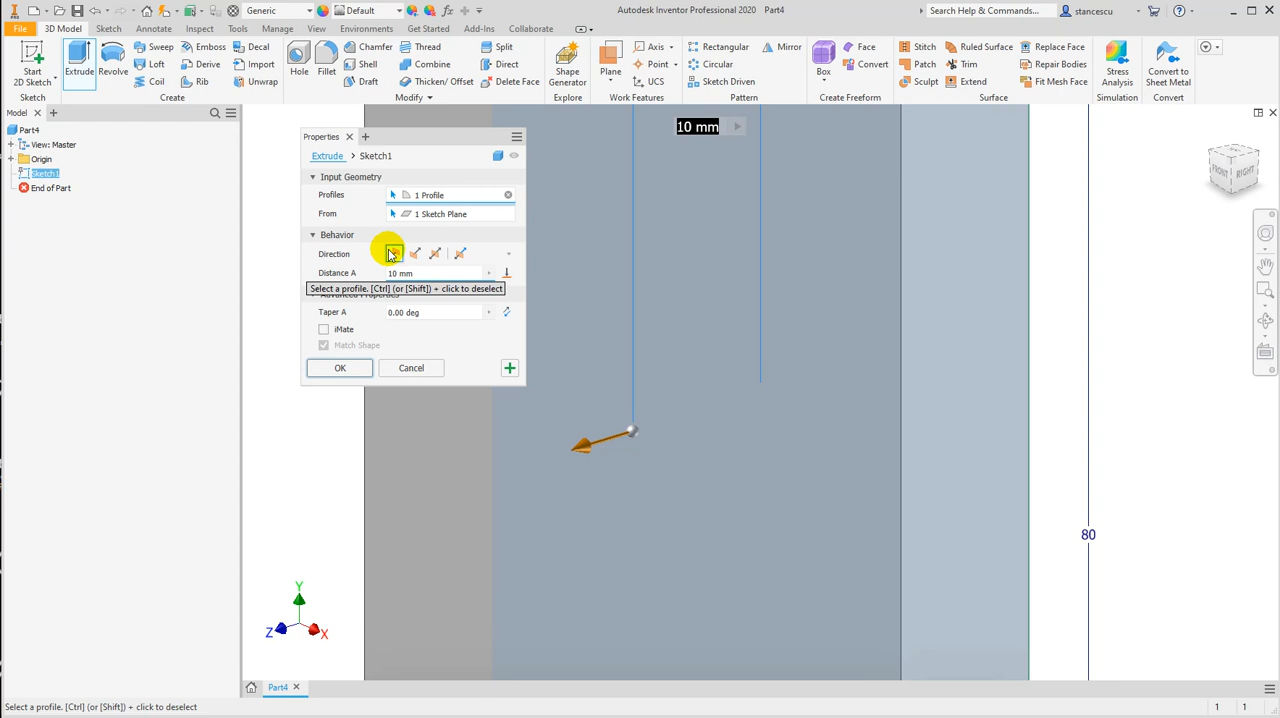 Generic
Default
Autodesk Inventor Professional 2020 Part4
Search Help & Commands...
stancescu
File
3D Model
Sketch
Annotate
Inspect
Tools
Manage
View
Environments
Get Started
Add-Ins
Collaborate
Start
2D Sketch
Sketch
Extrude
Revolve
Sweep
Loft
Coil
Emboss
Derive
Rib
Decal
Import
Unwrap
Create
Hole
Fillet
Chamfer
Shell
Draft
Thread
Combine
Thicken/ Offset
Split
Direct
Delete Face
Modify
Shape
Generator
Explore
Plane
Axis
Point
UCS
Work Features
Rectangular
Circular
Sketch Driven
Mirror
Pattern
Box
Face
Convert
Create Freeform
Stitch
Patch
Sculpt
Ruled Surface
Trim
Extend
Replace Face
Repair Bodies
Fit Mesh Face
Surface
Stress
Analysis
Simulation
Convert to
Sheet Metal
Convert
Model
Part4
View: Master
Origin
Sketch1
End of Part
Properties
Extrude > Sketch1
Input Geometry
Profiles
1 Profile
From
1 Sketch Plane
Behavior
Direction
Distance A
10 mm
Select a profile. [Ctrl] (or [Shift]) + click to deselect
Advanced Properties
Taper A
0.00 deg
iMate
Match Shape
OK
Cancel
10 mm
FRONT
RIGHT
80
Y
Z
X
Part4
Select a profile. [Ctrl] (or [Shift]) + click to deselect
1 1